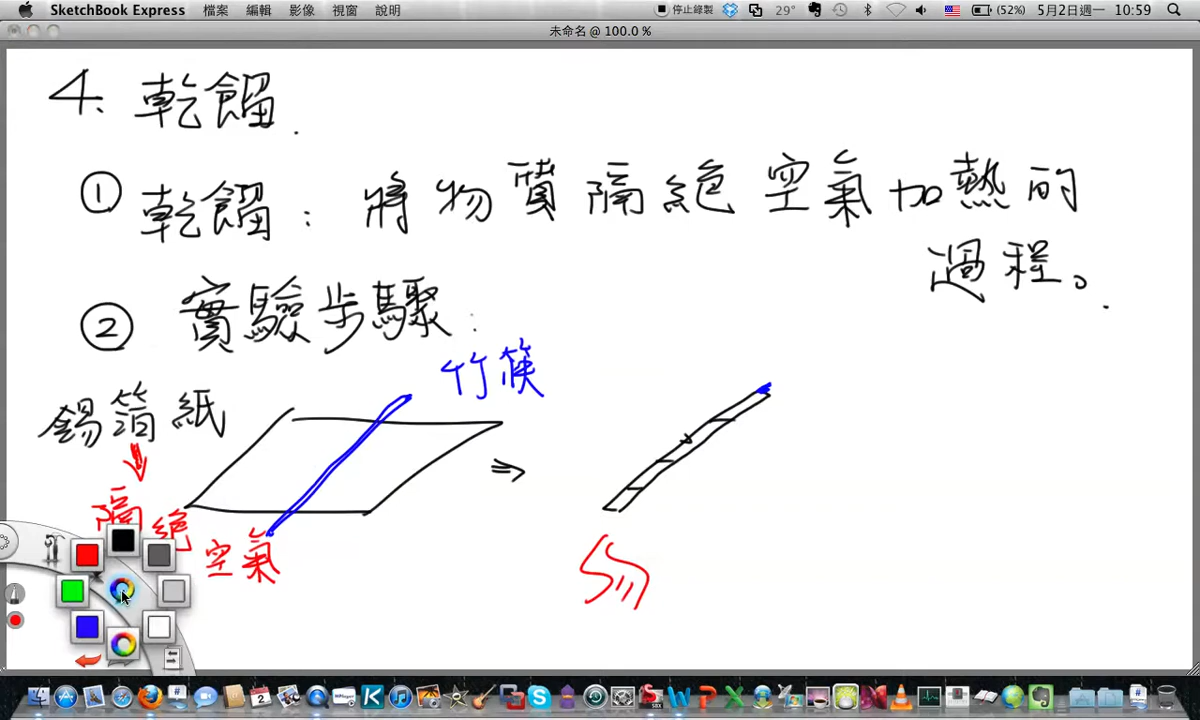 SketchBook Express 檔案 編輯 影像 視窗 說明 停止錄製 29° (52%) 5月2日週一 10:59
未命名 @ 100.0 %
4. 乾餾.
① 乾餾：將物質隔絕空氣加熱的
過程。
② 實驗步驟.
竹筷
錫箔紙
隔絕空氣